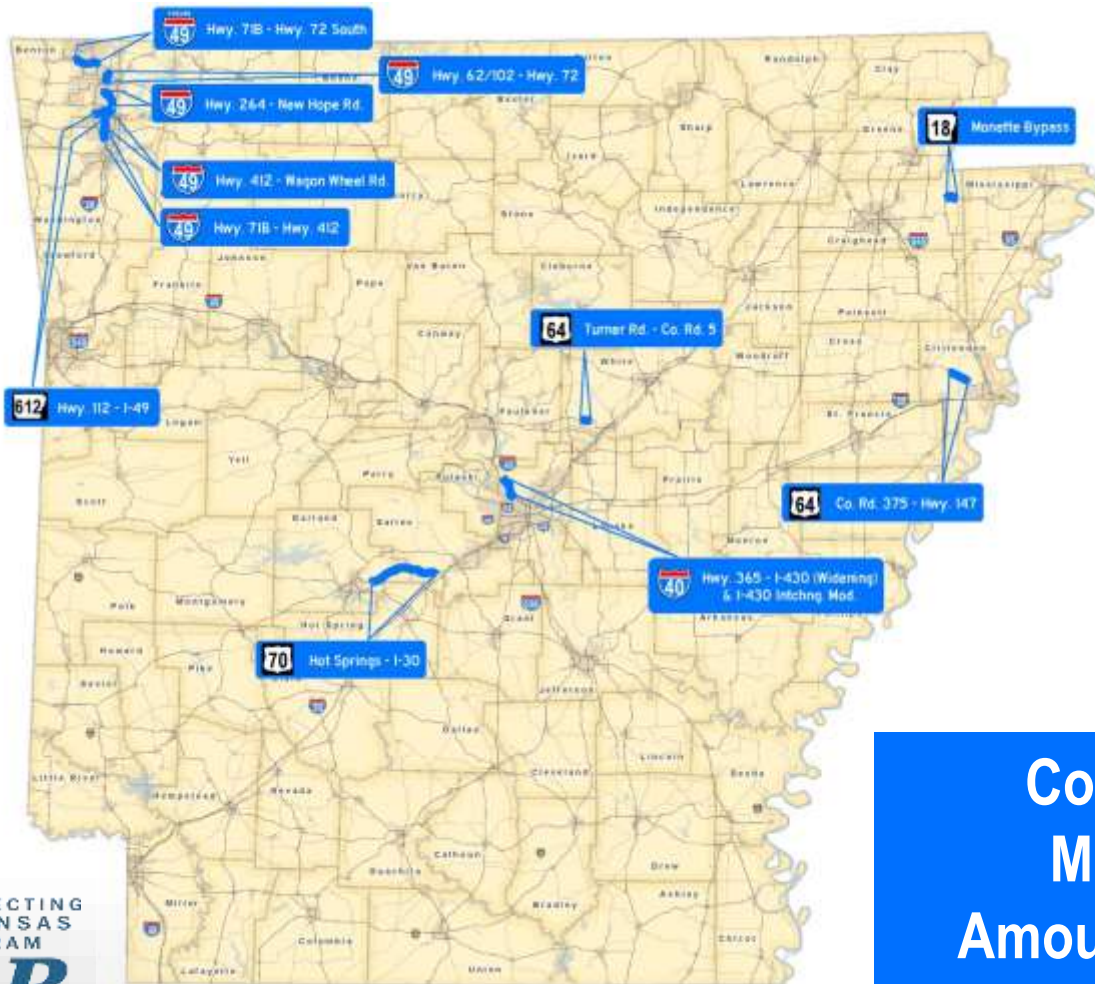 49 Hwy. 71B - Hwy. 72 South
49 Hwy. 62/102 - Hwy. 72
49 Hwy. 264 - New Hope Rd.
18 Monette Bypass
49 Hwy. 412 - Wagon Wheel Rd.
49 Hwy. 71B - Hwy. 412
64 Turner Rd. - Co. Rd. 5
612 Hwy. 112 - I-49
64 Co. Rd. 375 - Hwy. 147
40 Hwy. 365 - I-430 (Widening)
& I-430 Intchng. Mod.
70 Hot Springs - I-30
Benton
Randolph
Clay
Sharp
Greene
Izard
Lawrence
Mississippi
Stone
Independence
Washington
Craighead
Crawford
Johnson
Franklin
Pope
Van Buren
Cleburne
Jackson
Poinsett
Conway
Cross
Crittenden
White
Woodruff
Faulkner
St. Francis
Logan
Yell
Perry
Pulaski
Prairie
Scott
Garland
Saline
Monroe
Polk
Montgomery
Hot Spring
Grant
Arkansas
Howard
Pike
Sevier
Jefferson
Dallas
Lincoln
Little River
Hempstead
Nevada
Cleveland
Desha
Calhoun
Ouachita
Drew
Bradley
Ashley
Miller
Columbia
Chicot
Lafayette
Union
ECTING
NSAS
RAM
Co
M
Amou